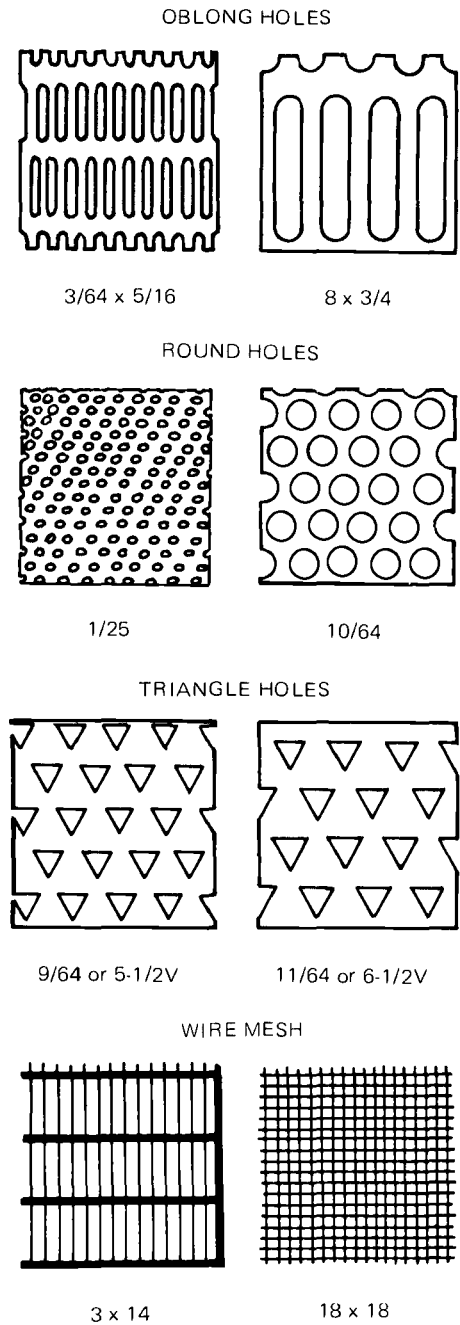 OBLONG HOLES
3/64 x 5/16
8 x 3/4
ROUND HOLES
1/25
10/64
TRIANGLE HOLES
9/64 or 5-1/2V
11/64 or 6-1/2V
WIRE MESH
3 x 14
18 x 18